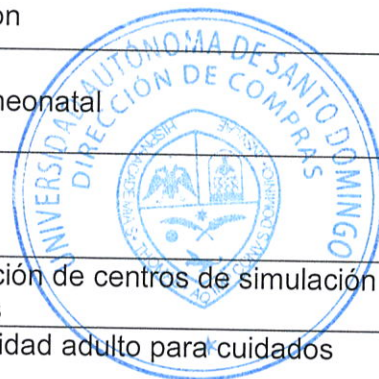 on
neonatal
UNIVERSIDAD AUTÓNOMA DE SANTO DOMINGO
DIRECCIÓN DE COMPRAS
ción de centros de simulación
s
idad adulto para cuidados